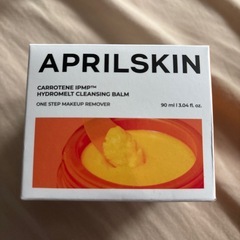 APRILSKIN
CARROTENE IPMP™
HYDROMELT CLEANSING BALM
ONE STEP MAKEUP REMOVER 90 ml / 3.04 fl. oz.